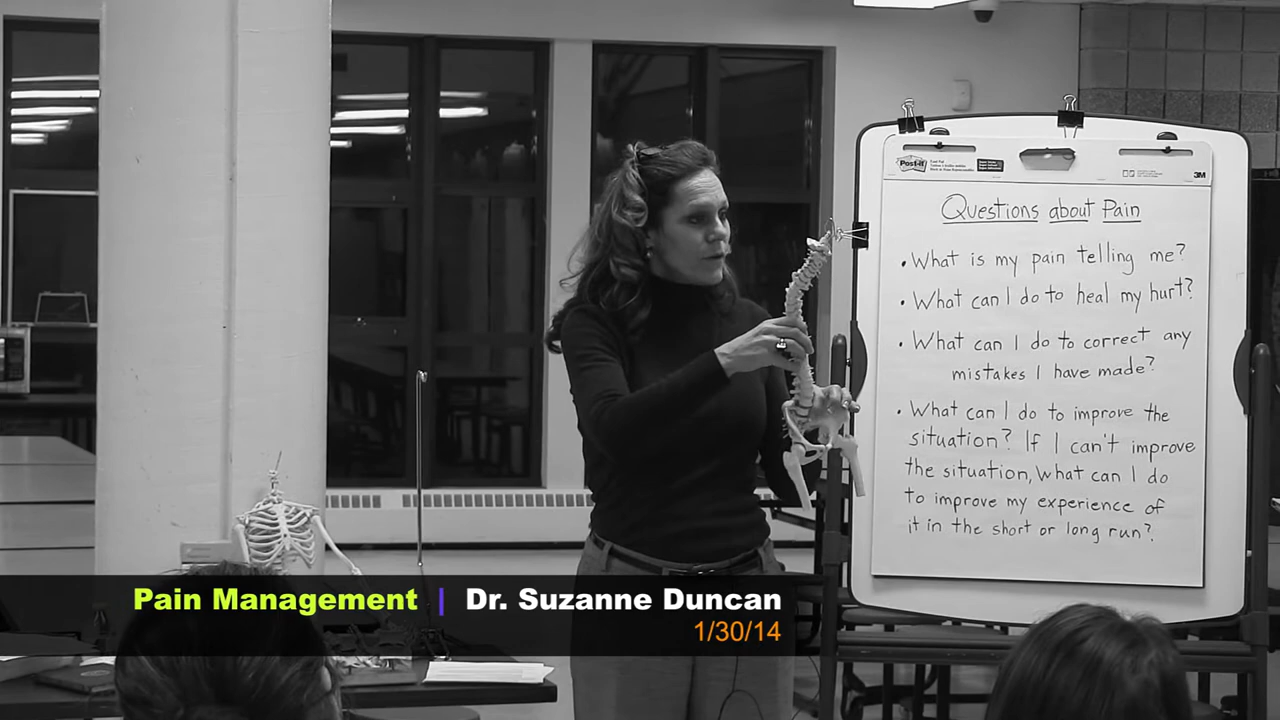 Post-it
3M
Questions about Pain
• What is my pain telling me?
• What can I do to heal my hurt?
• What can I do to correct any
mistakes I have made?
• What can I do to improve the
situation? If I can't improve
the situation, What can I do
to improve my experience of
it in the short or long run?
Pain Management | Dr. Suzanne Duncan
1/30/14